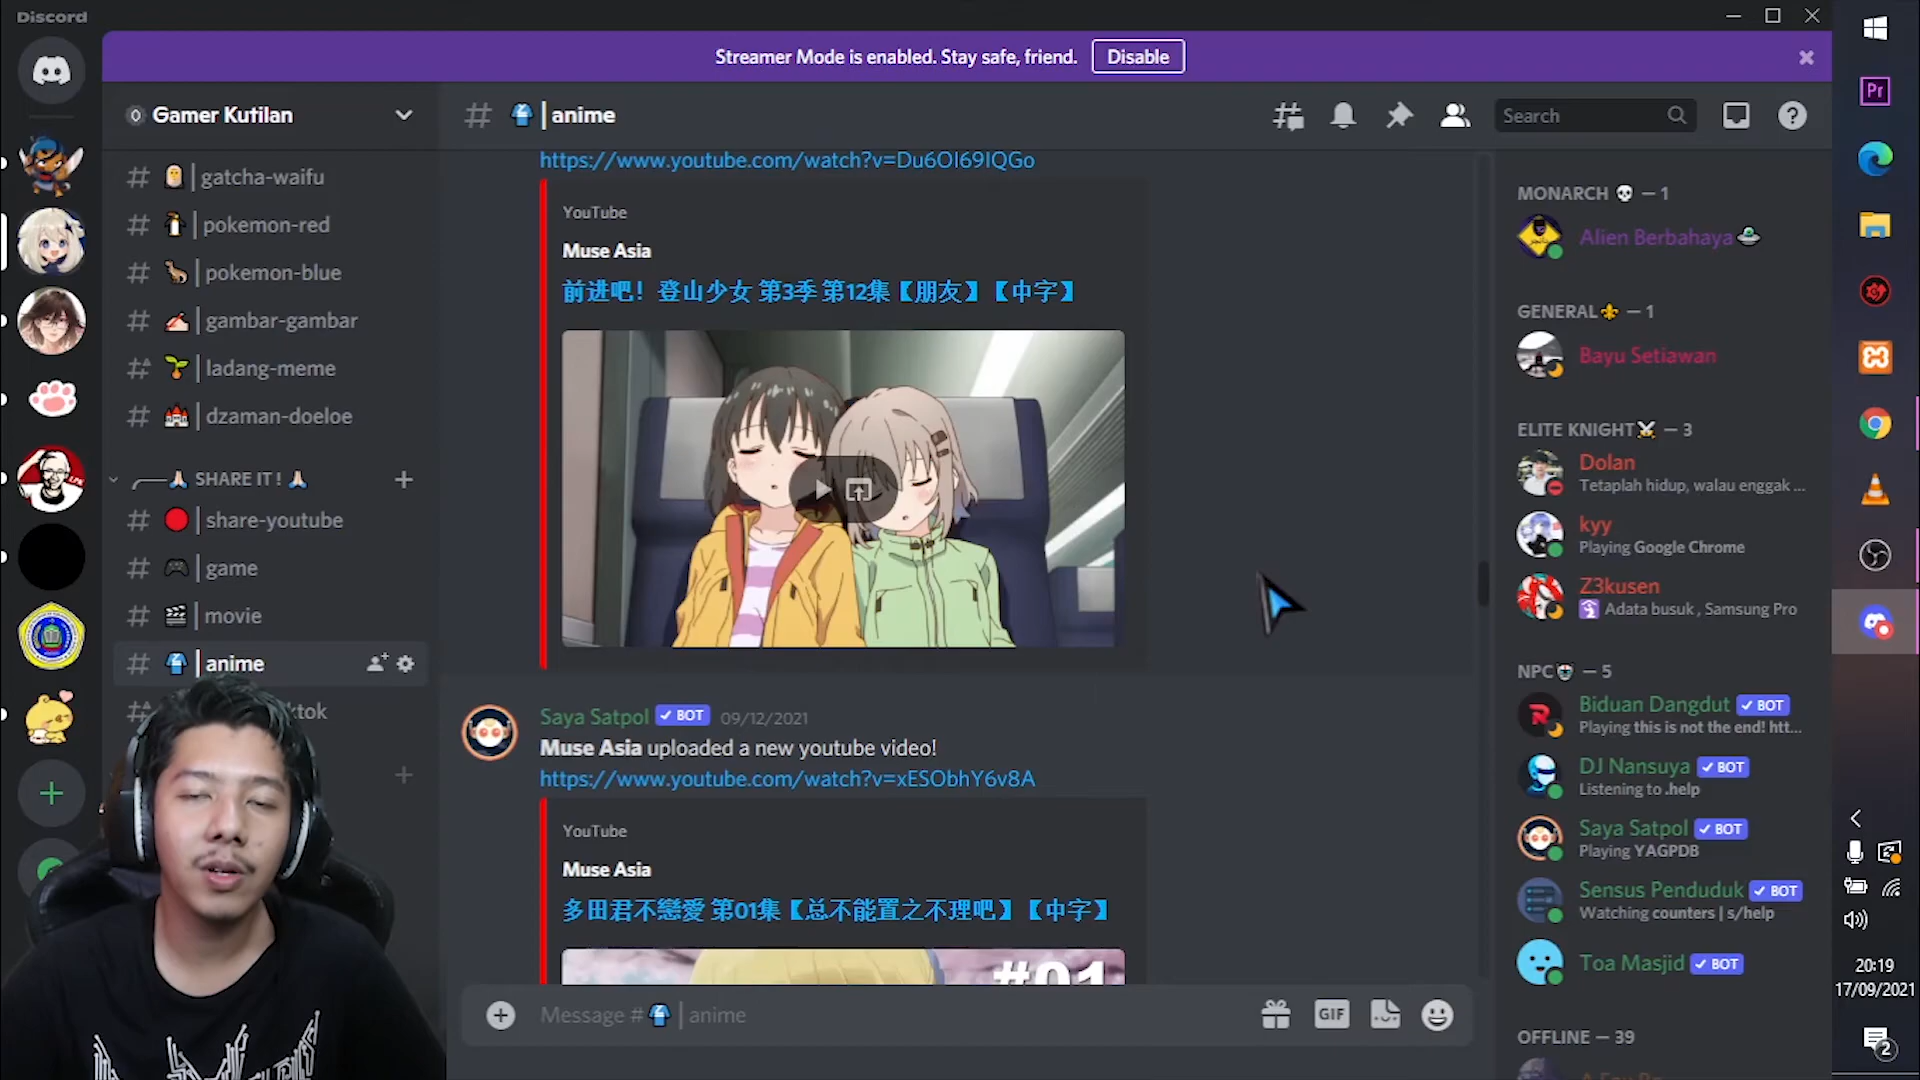 Discord
Streamer Mode is enabled. Stay safe, friend.
Disable
Gamer Kutilan
gatcha-waifu
pokemon-red
pokemon-blue
gambar-gambar
ladang-meme
dzaman-doeloe
SHARE IT !
share-youtube
game
movie
anime
ktok
anime
Search
https://www.youtube.com/watch?v=Du6OI69IQGo
YouTube
Muse Asia
前进吧！登山少女 第3季 第12集【朋友】【中字】
Saya Satpol BOT 09/12/2021
Muse Asia uploaded a new youtube video!
https://www.youtube.com/watch?v=xESObhY6v8A
YouTube
Muse Asia
多田君不戀愛 第01集【总不能置之不理吧】【中字】
#01
Message # | anime
GIF
MONARCH — 1
Alien Berbahaya
GENERAL — 1
Bayu Setiawan
ELITE KNIGHT — 3
Dolan
Tetaplah hidup, walau enggak ...
kyy
Playing Google Chrome
Z3kusen
Adata busuk , Samsung Pro
NPC — 5
Biduan Dangdut BOT
Playing this is not the end! htt...
DJ Nansuya BOT
Listening to .help
Saya Satpol BOT
Playing YAGPDB
Sensus Penduduk BOT
Watching counters | s/help
Toa Masjid BOT
OFFLINE — 39
Pr
20:19
17/09/2021
2